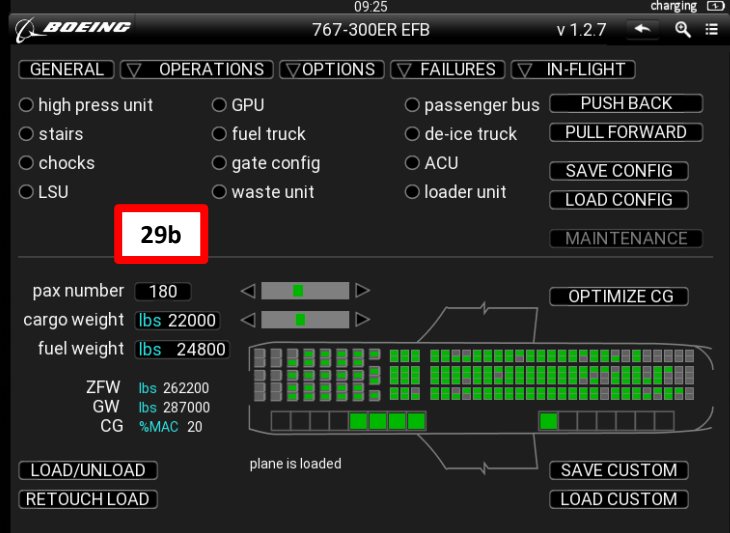 09:25 charging
BOEING 767-300ER EFB v 1.2.7
GENERAL OPERATIONS OPTIONS FAILURES IN-FLIGHT
high press unit GPU passenger bus PUSH BACK
stairs fuel truck de-ice truck PULL FORWARD
chocks gate config ACU SAVE CONFIG
LSU waste unit loader unit LOAD CONFIG
29b
MAINTENANCE
pax number 180 OPTIMIZE CG
cargo weight lbs 22000
fuel weight lbs 24800
ZFW lbs 262200
GW lbs 287000
CG %MAC 20
LOAD/UNLOAD plane is loaded SAVE CUSTOM
RETOUCH LOAD LOAD CUSTOM